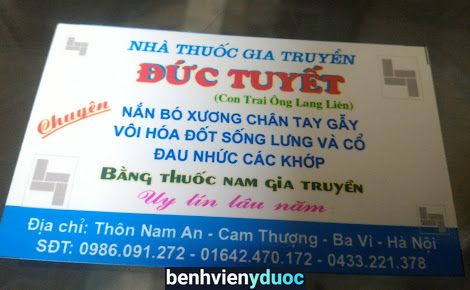 NHÀ THUỐC GIA TRUYỀN
ĐỨC TUYẾT
(Con Trai Ông Lang Liên)
Chuyên
NẮN BÓ XƯƠNG CHÂN TAY GẪY
VÔI HÓA ĐỐT SỐNG LƯNG VÀ CỔ
ĐAU NHỨC CÁC KHỚP
BẰNG THUỐC NAM GIA TRUYỀN
Uy tín lâu năm
Địa chỉ: Thôn Nam An - Cam Thượng - Ba Vì - Hà Nội
SĐT: 0986.091.272 - 01642.470.172 - 0433.221.378
benhvienyduoc